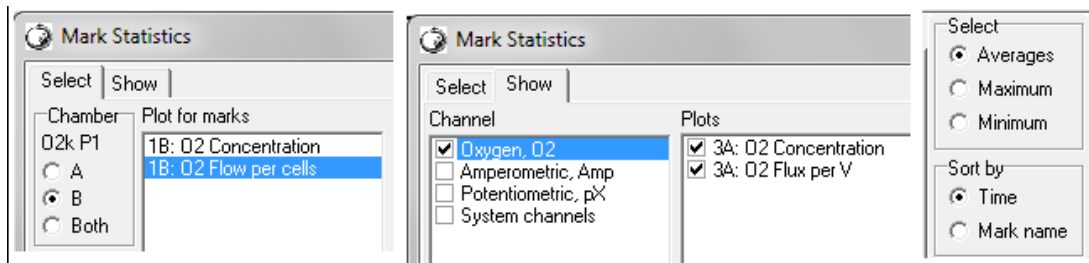 Mark Statistics
Select Show
Chamber
O2k P1
A
B
Both
Plot for marks
1B: O2 Concentration
1B: O2 Flow per cells
Mark Statistics
Select Show
Channel
Oxygen, O2
Amperometric, Amp
Potentiometric, pX
System channels
Plots
3A: O2 Concentration
3A: O2 Flux per V
Select
Averages
Maximum
Minimum
Sort by
Time
Mark name